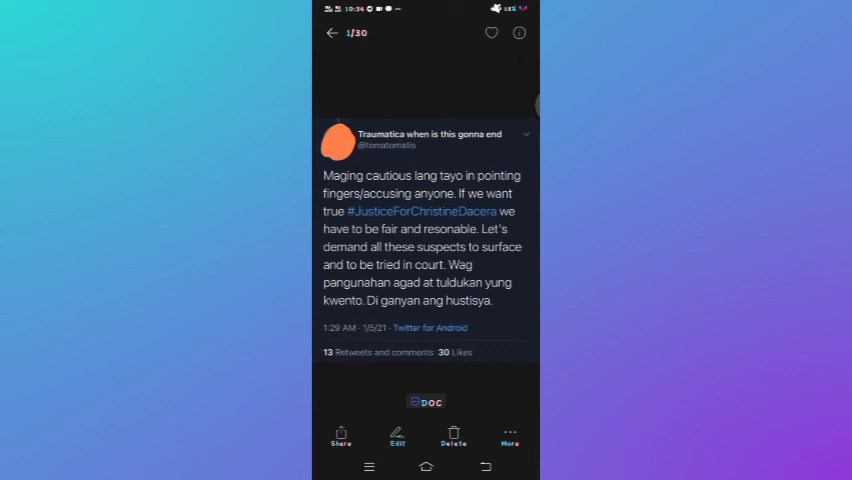 10:34
58%
1/30
Traumatica when is this gonna end
@tomatomatis
Maging cautious lang tayo in pointing
fingers/accusing anyone. If we want
true #JusticeForChristineDacera we
have to be fair and resonable. Let's
demand all these suspects to surface
and to be tried in court. Wag
pangunahan agad at tuldukan yung
kwento. Di ganyan ang hustisya.
1:29 AM · 1/5/21 · Twitter for Android
13 Retweets and comments 30 Likes
DOC
Share Edit Delete More